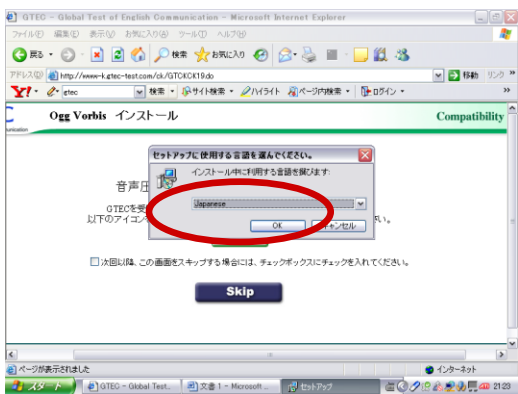 GTEC - Global Test of English Communication - Microsoft Internet Explorer
ファイル(F) 編集(E) 表示(V) お気に入り(A) ツール(T) ヘルプ(H)
戻る 検索 お気に入り
アドレス(D) http://www-k.gtec-test.com/ck/GTCKCK19.do 移動 リンク »
Y! gtec 検索 サイト検索 ハイライト ページ内検索 ログイン »
Ogg Vorbis インストール Compatibility
セットアップに使用する言語を選んでください。
インストール中に利用する言語を選びます:
Japanese
OK キャンセル
音声圧
GTECを受
以下のアイコン い。
次回以降、この画面をスキップする場合には、チェックボックスにチェックを入れてください。
Skip
ページが表示されました インターネット
スタート GTEC - Global Test... 文書 1 - Microsoft ... セットアップ 21:23